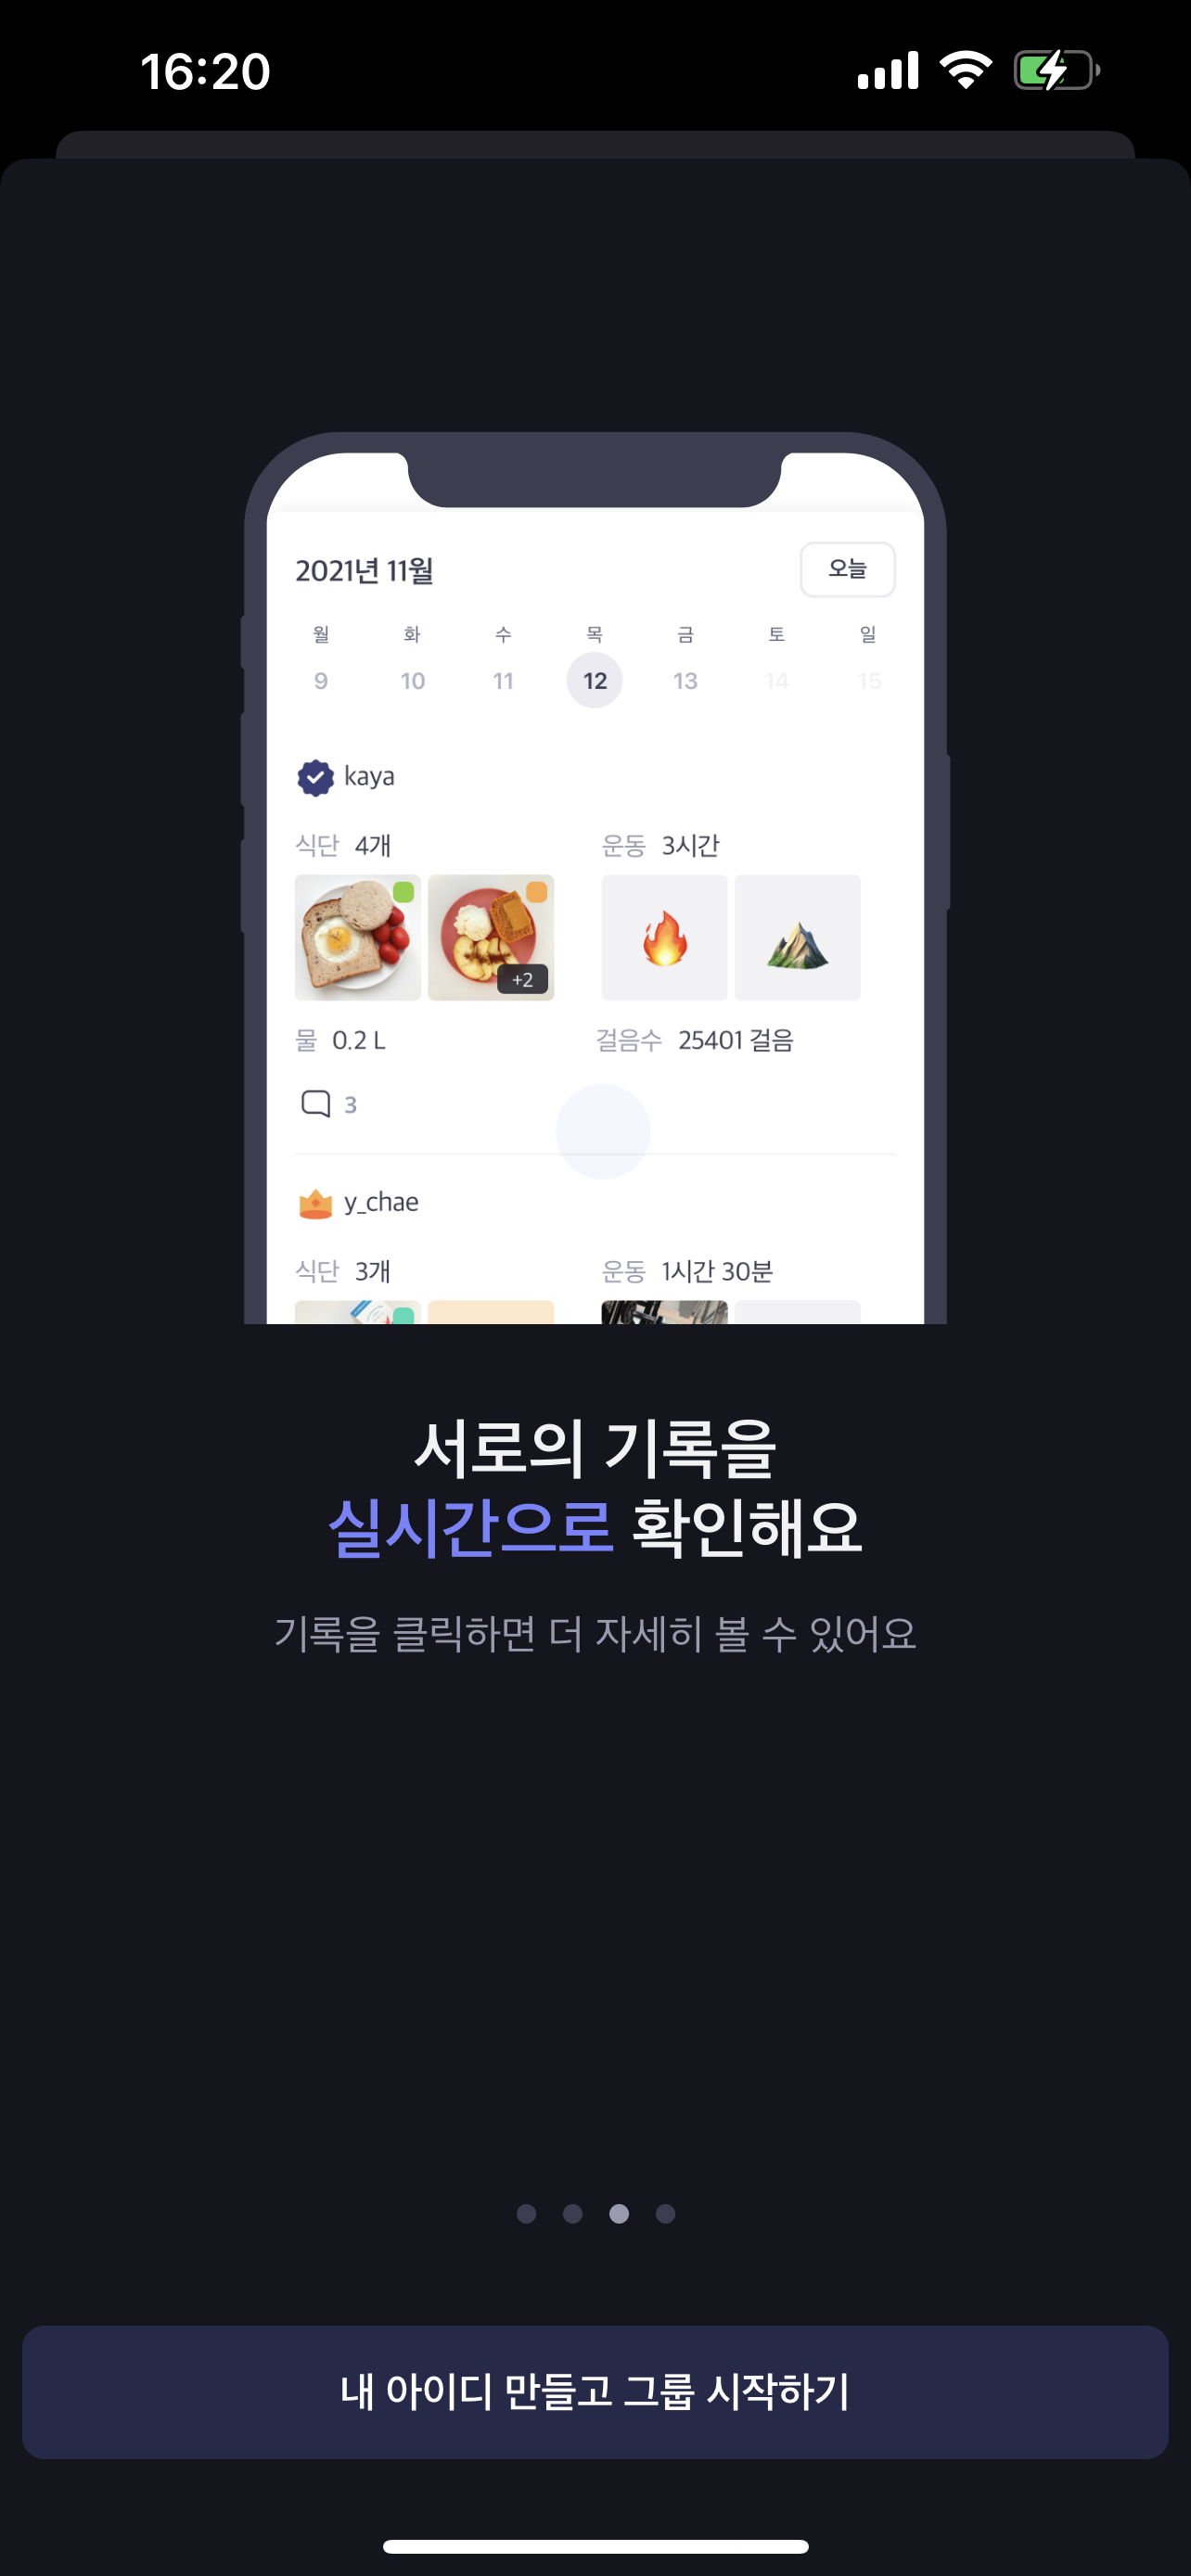 16:20
2021년 11월
오늘
월 화 수 목 금 토 일
9 10 11 12 13 14 15
kaya
식단 4개 운동 3시간
+2
물 0.2 L 걸음수 25401 걸음
3
y_chae
식단 3개 운동 1시간 30분
서로의 기록을
실시간으로 확인해요
기록을 클릭하면 더 자세히 볼 수 있어요
내 아이디 만들고 그룹 시작하기